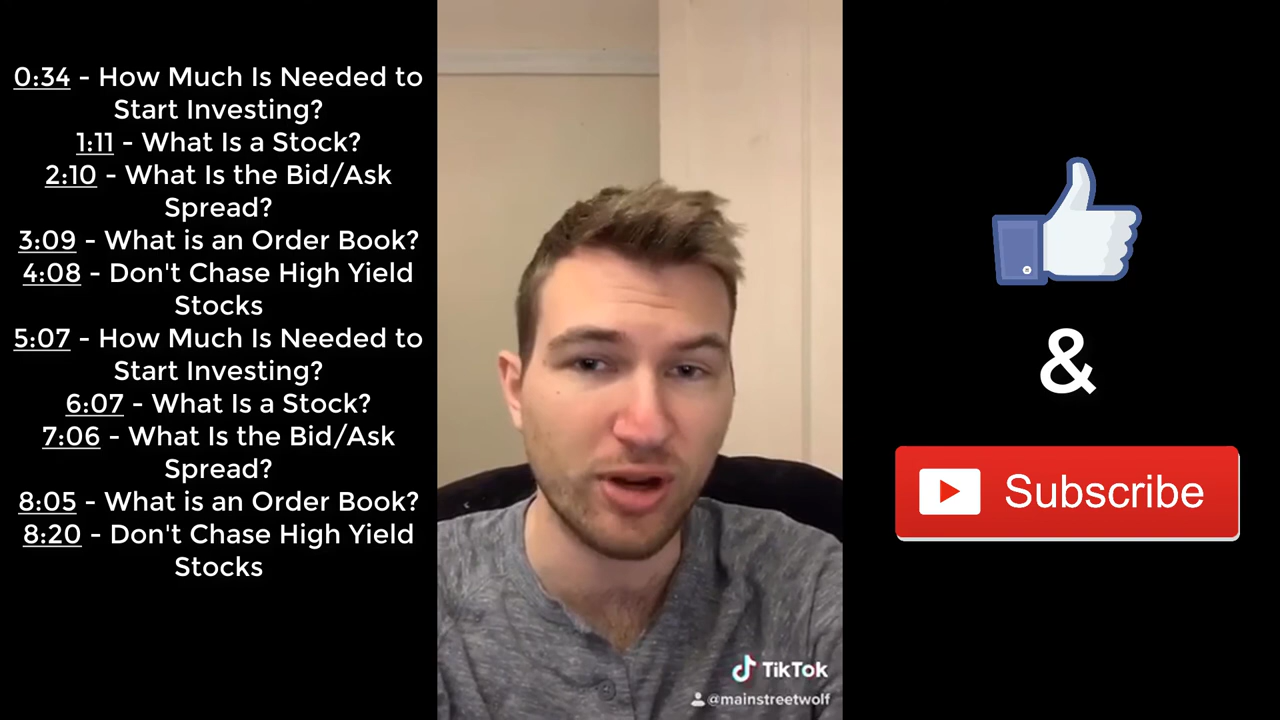 0:34 - How Much Is Needed to
Start Investing?
1:11 - What Is a Stock?
2:10 - What Is the Bid/Ask
Spread?
3:09 - What is an Order Book?
4:08 - Don't Chase High Yield
Stocks
5:07 - How Much Is Needed to
Start Investing?
6:07 - What Is a Stock?
7:06 - What Is the Bid/Ask
Spread?
8:05 - What is an Order Book?
8:20 - Don't Chase High Yield
Stocks
&
Subscribe
TikTok
@mainstreetwolf